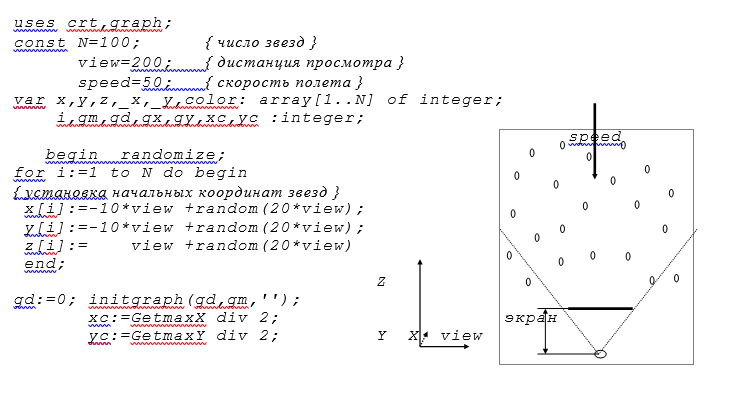 uses crt,graph;
const N=100; { число звезд }
view=200; { дистанция просмотра }
speed=50; { скорость полета }
var x,y,z,_x,_y,color: array[1..N] of integer;
i,gm,gd,gx,gy,xc,yc :integer;
begin randomize;
for i:=1 to N do begin
{ установка начальных координат звезд }
x[i]:=-10*view +random(20*view);
y[i]:=-10*view +random(20*view);
z[i]:= view +random(20*view)
end;
gd:=0; initgraph(gd,gm,'');
xc:=GetmaxX div 2;
yc:=GetmaxY div 2;
speed
Z
экран
Y X view